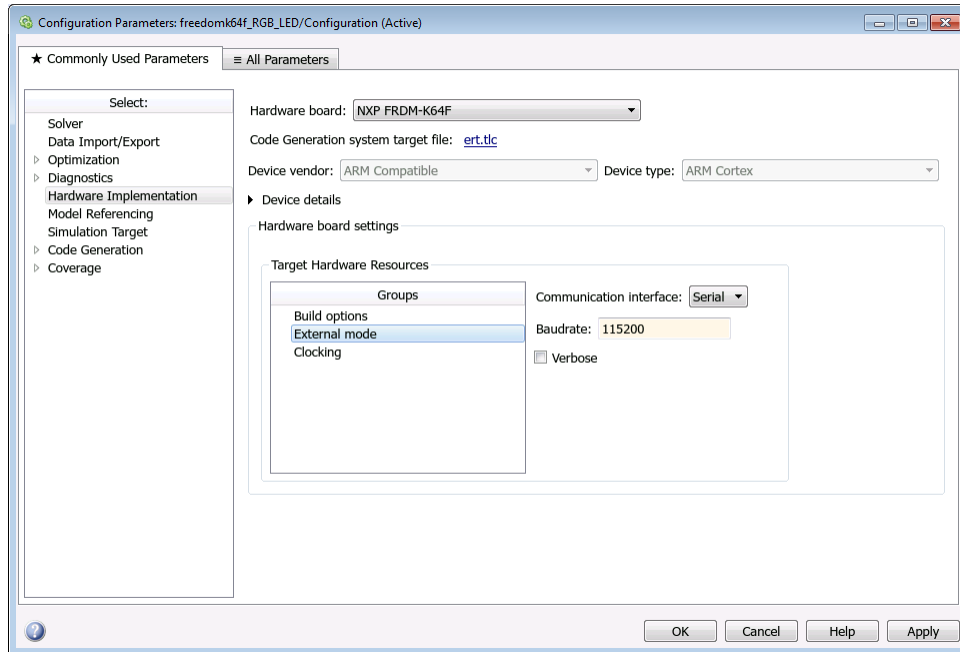 Configuration Parameters: freedomk64f_RGB_LED/Configuration (Active)
★ Commonly Used Parameters
≡ All Parameters
Select:
Solver
Data Import/Export
Optimization
Diagnostics
Hardware Implementation
Model Referencing
Simulation Target
Code Generation
Coverage
Hardware board: NXP FRDM-K64F
Code Generation system target file: ert.tlc
Device vendor: ARM Compatible Device type: ARM Cortex
Device details
Hardware board settings
Target Hardware Resources
Groups
Build options
External mode
Clocking
Communication interface: Serial
Baudrate: 115200
Verbose
OK Cancel Help Apply